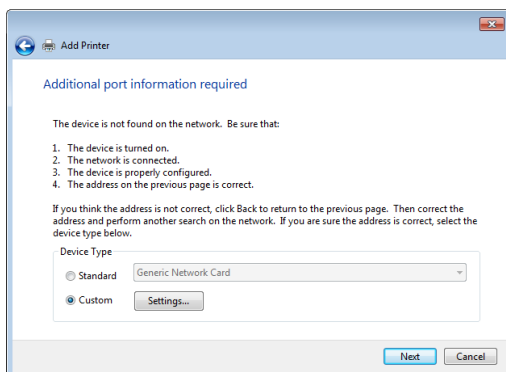 Add Printer
Additional port information required
The device is not found on the network.  Be sure that:
1.  The device is turned on.
2.  The network is connected.
3.  The device is properly configured.
4.  The address on the previous page is correct.
If you think the address is not correct, click Back to return to the previous page.  Then correct the
address and perform another search on the network.  If you are sure the address is correct, select the
device type below.
Device Type
Standard Generic Network Card
Custom Settings...
Next Cancel